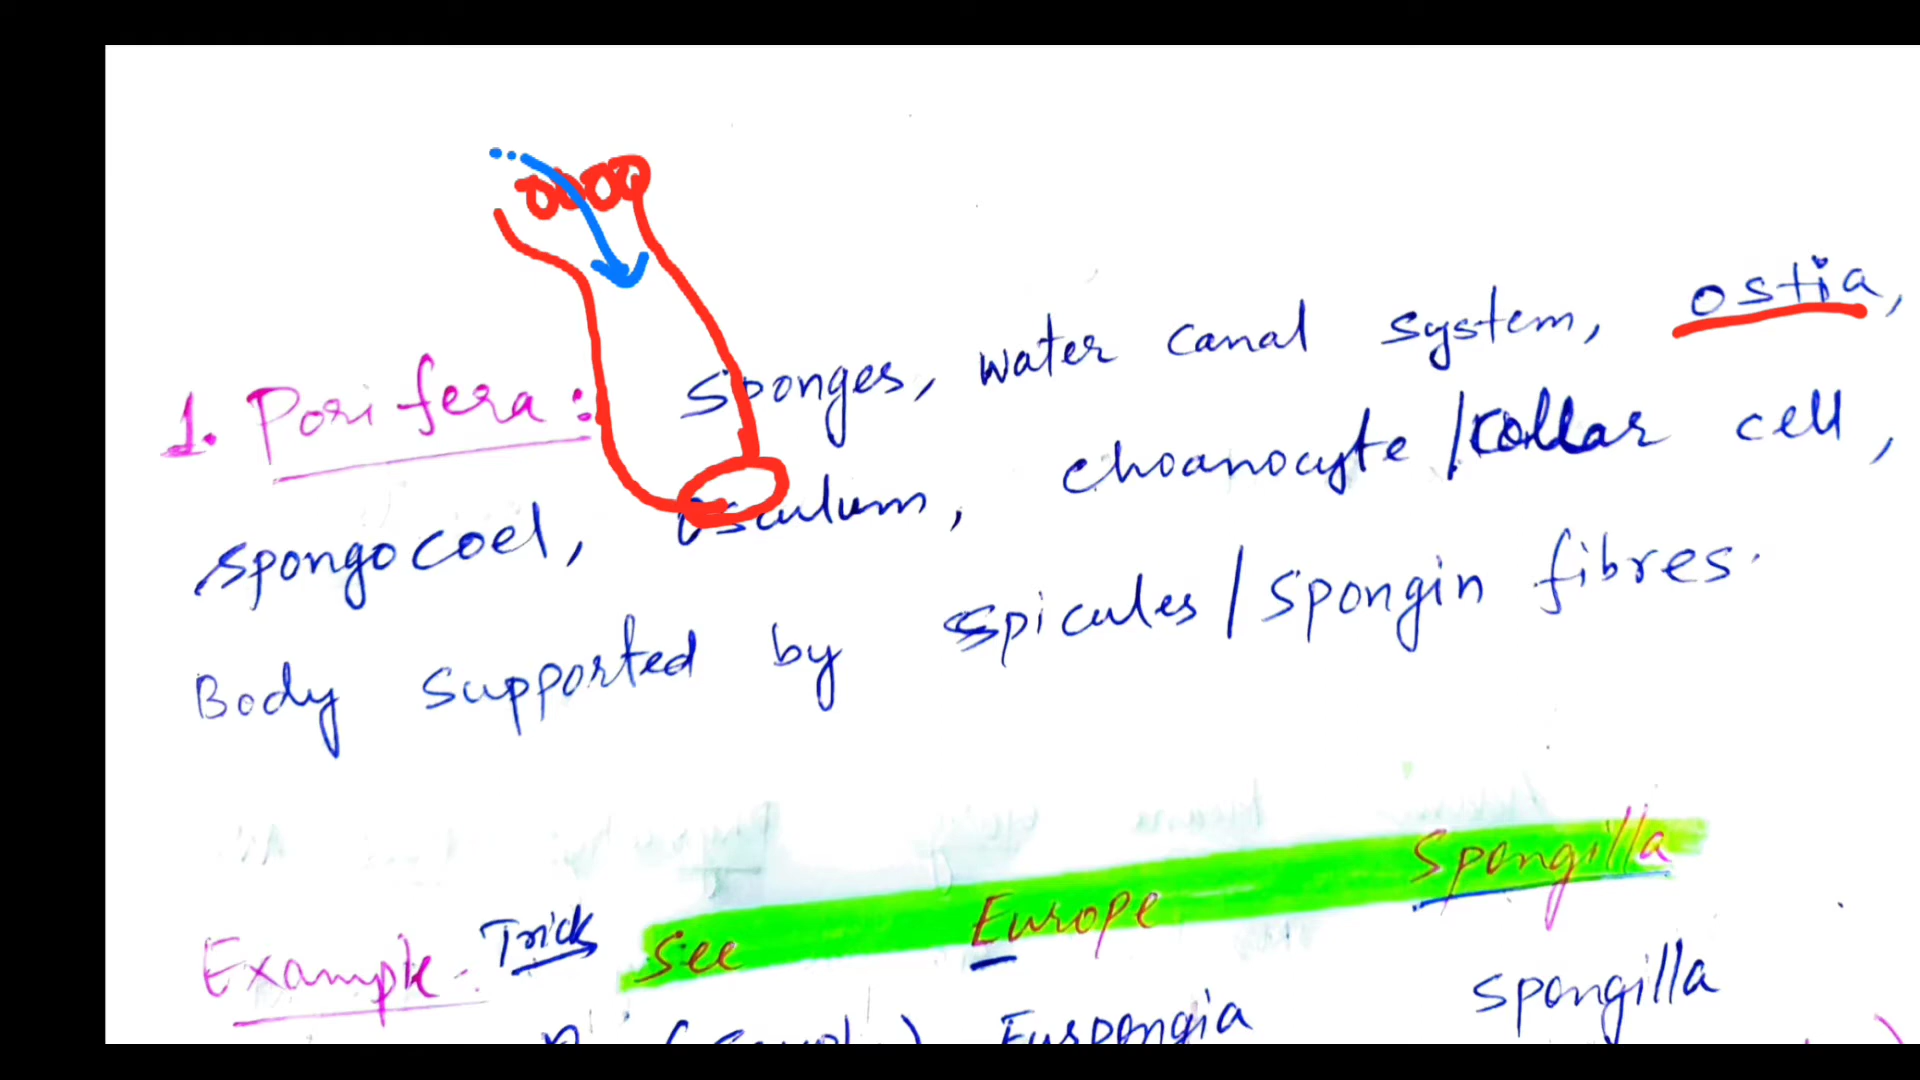 1. Porifera: Sponges, water canal system, ostia,
spongocoel, osculum, choanocyte/collar cell,
Body supported by spicules/spongin fibres.
Example - Trick See Europe Spongilla
Euspongia Spongilla